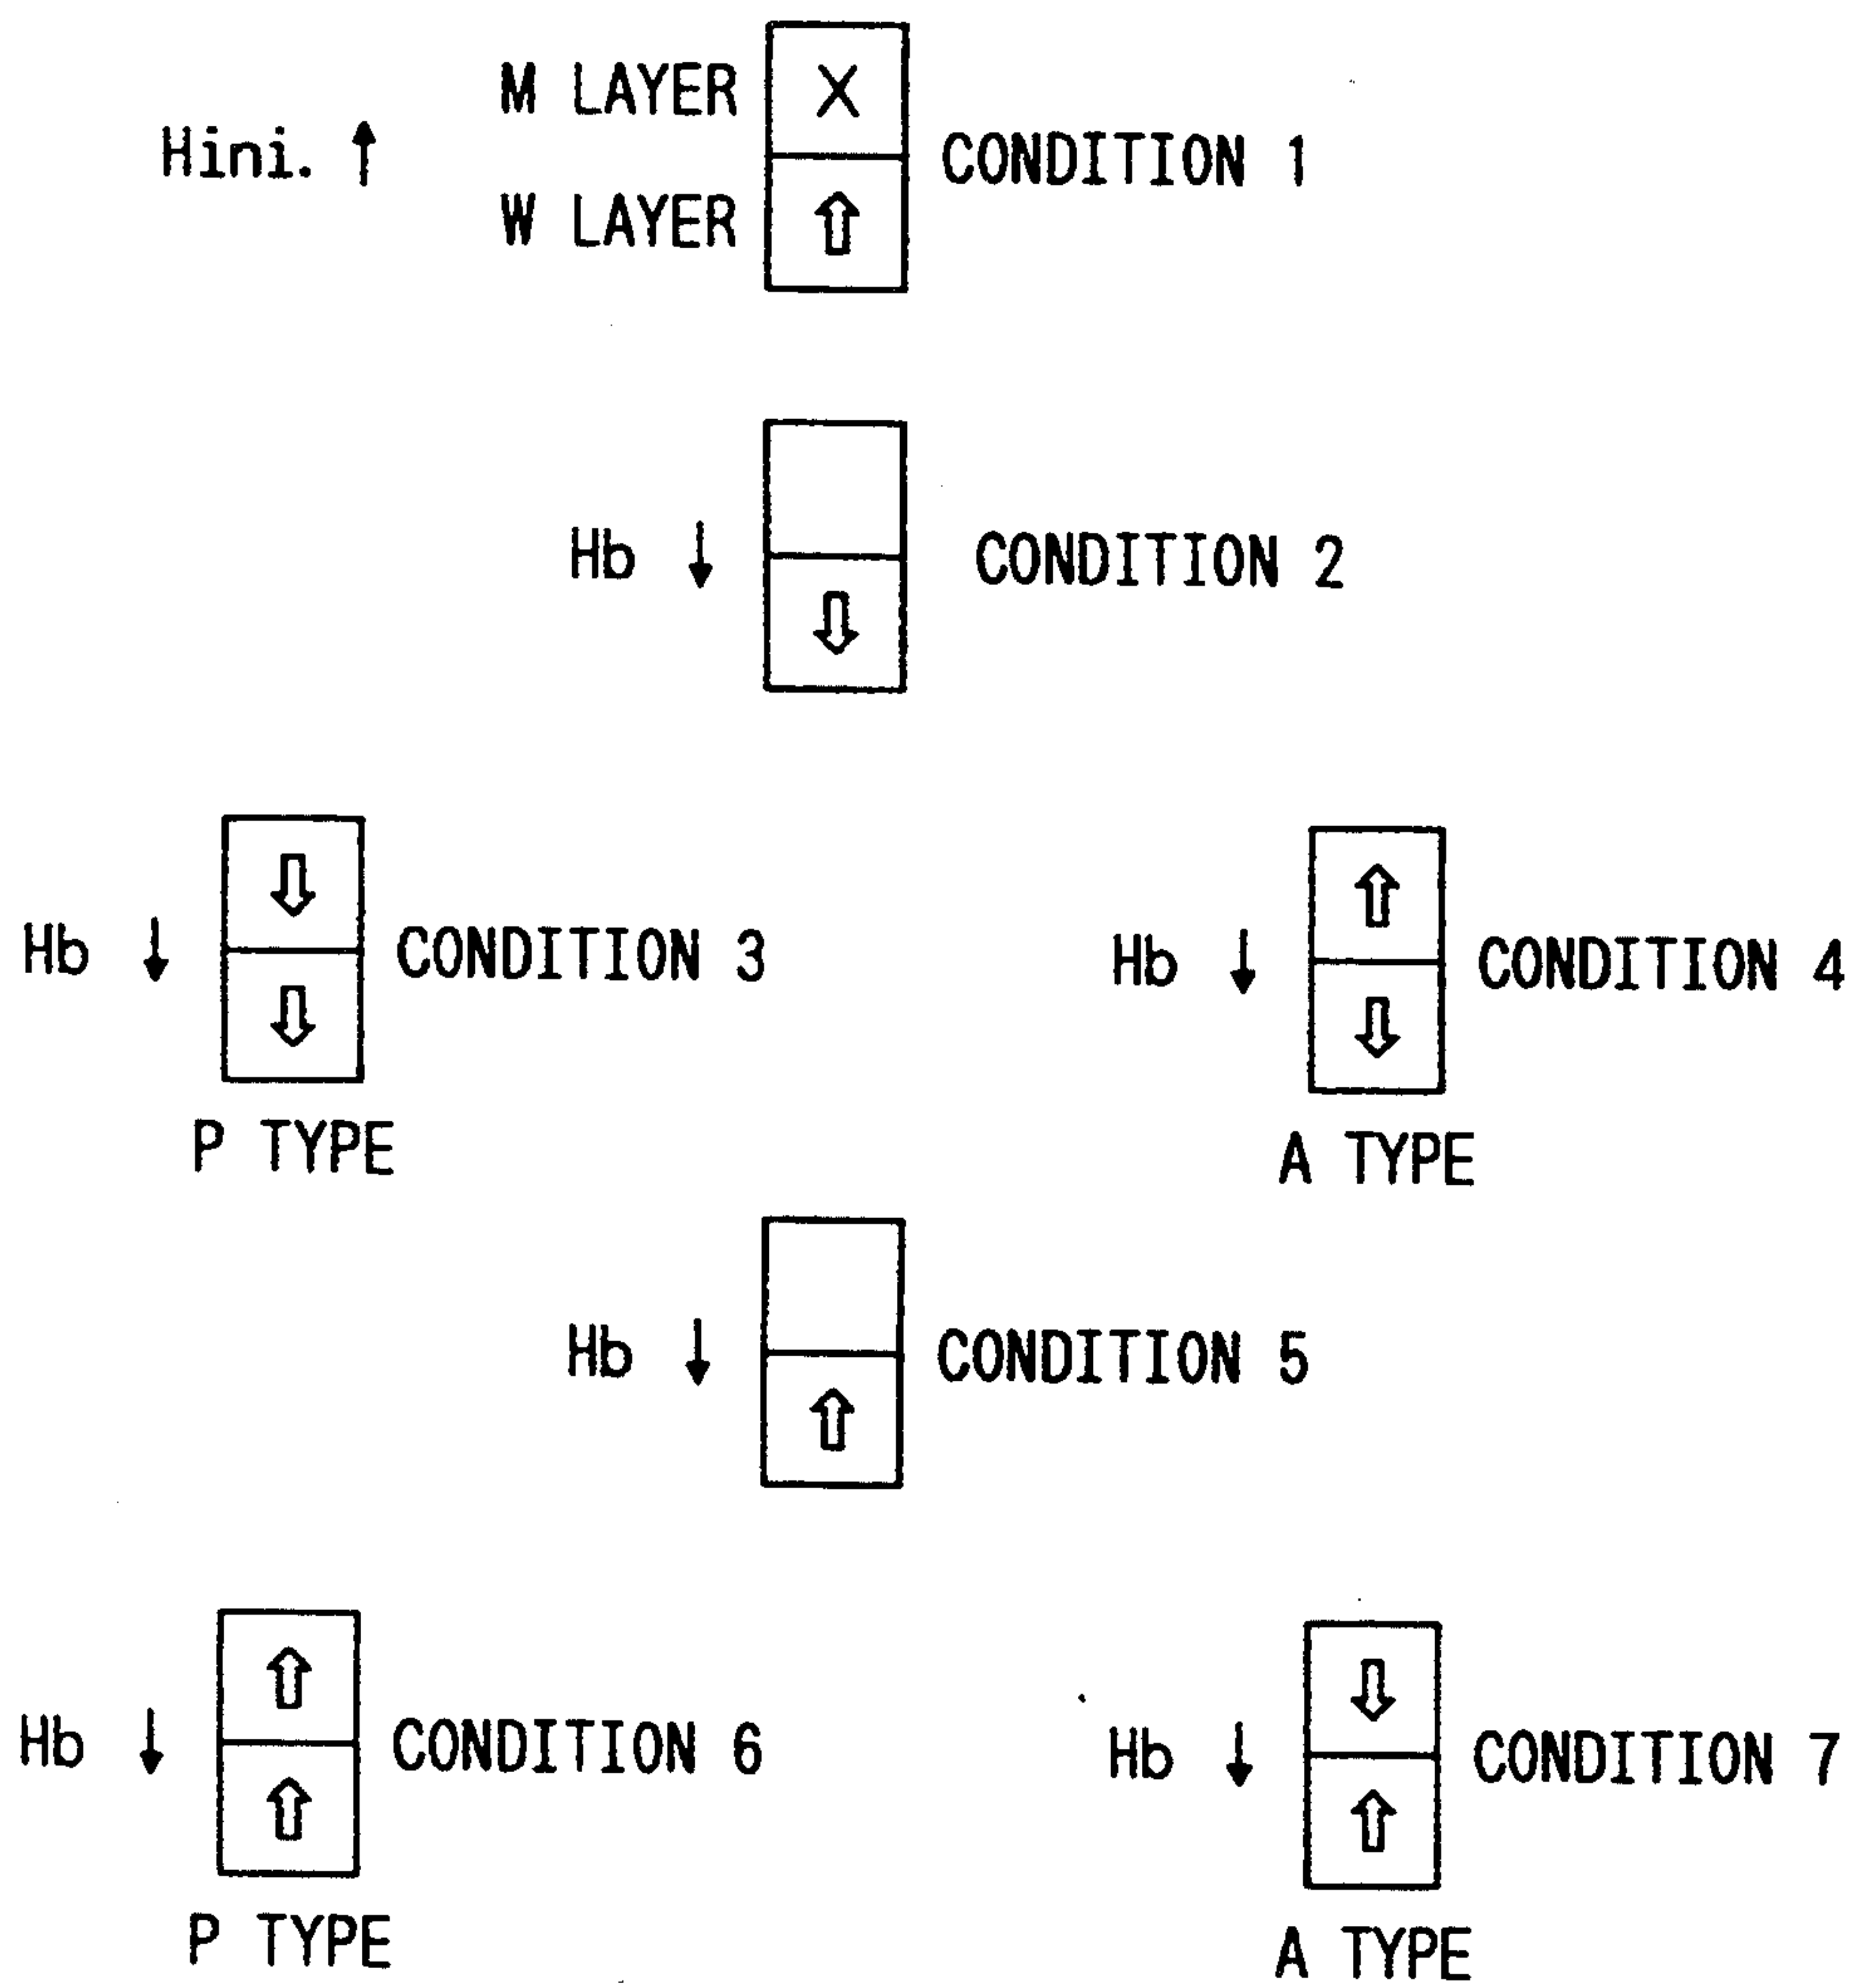 M LAYER X
Hini. ↑ CONDITION 1
W LAYER
Hb ↓ CONDITION 2
Hb ↓ CONDITION 3
Hb ↓ CONDITION 4
P TYPE
A TYPE
Hb ↓ CONDITION 5
Hb ↓ CONDITION 6
Hb ↓ CONDITION 7
P TYPE
A TYPE